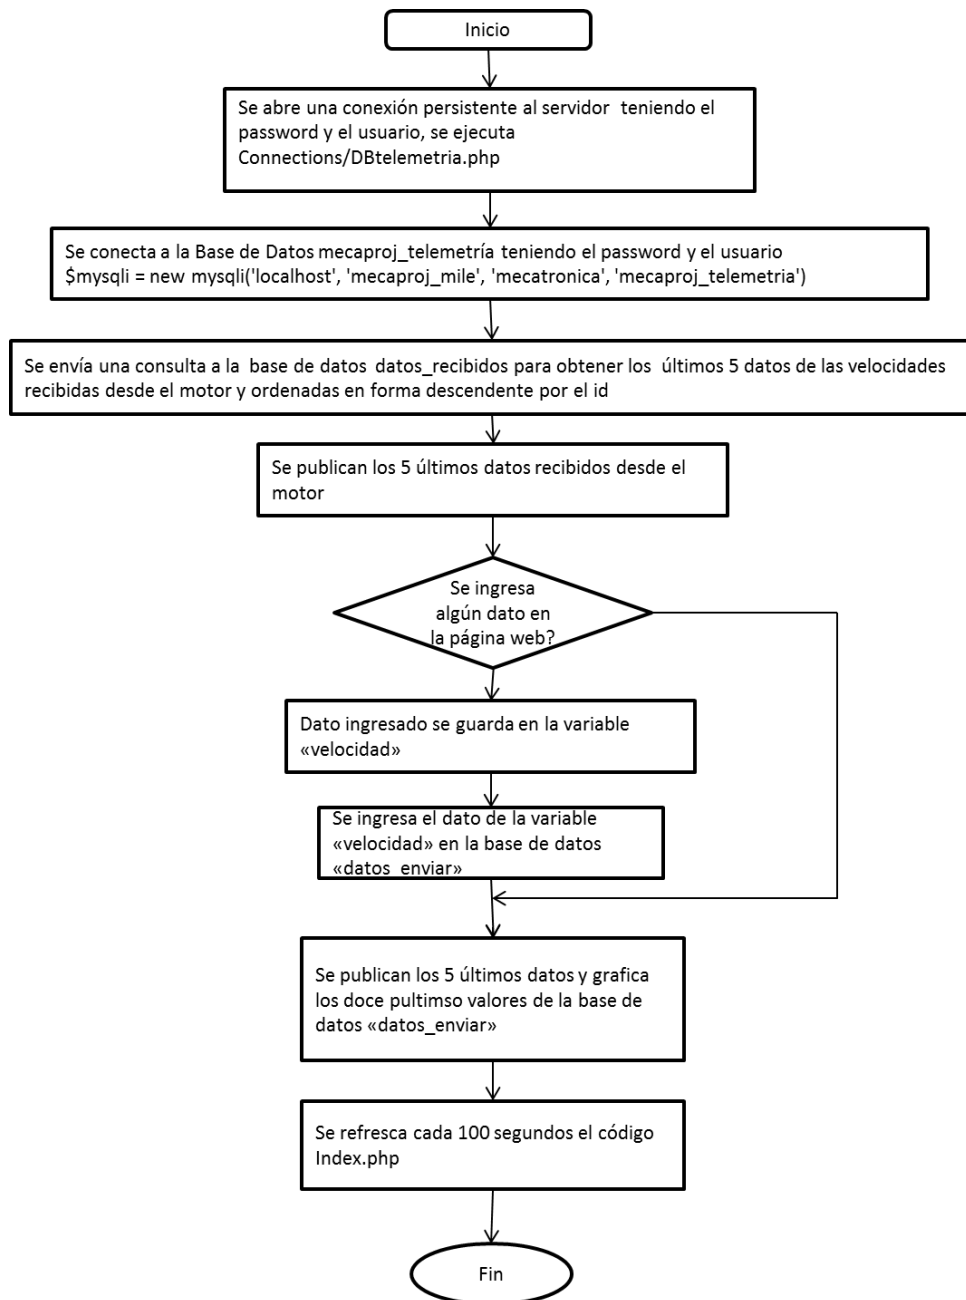 Inicio
Se abre una conexión persistente al servidor teniendo el
password y el usuario, se ejecuta
Connections/DBtelemetria.php
Se conecta a la Base de Datos mecaproj_telemetría teniendo el password y el usuario
$mysqli = new mysqli('localhost', 'mecaproj_mile', 'mecatronica', 'mecaproj_telemetria')
Se envía una consulta a la base de datos datos_recibidos para obtener los últimos 5 datos de las velocidades
recibidas desde el motor y ordenadas en forma descendente por el id
Se publican los 5 últimos datos recibidos desde el
motor
Se ingresa
algún dato en
la página web?
Dato ingresado se guarda en la variable
«velocidad»
Se ingresa el dato de la variable
«velocidad» en la base de datos
«datos_enviar»
Se publican los 5 últimos datos y grafica
los doce pultimso valores de la base de
datos «datos_enviar»
Se refresca cada 100 segundos el código
Index.php
Fin